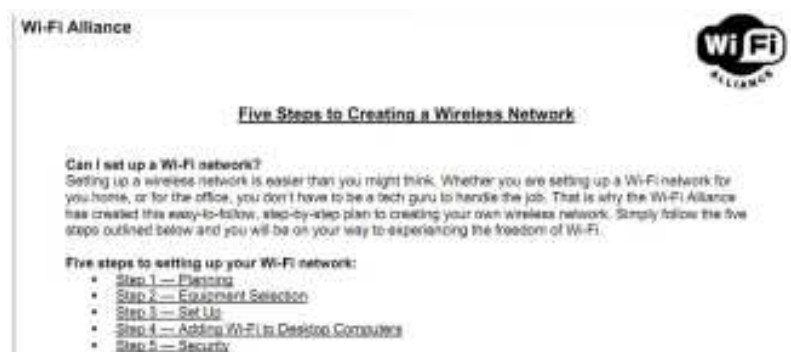 Wi-Fi Alliance
Wi Fi
ALLIANCE
Five Steps to Creating a Wireless Network
Can I set up a Wi-Fi network?
Setting up a wireless network is easier than you might think. Whether you are setting up a Wi-Fi network for
you home, or for the office, you don't have to be a tech guru to handle the job. That is why the Wi-Fi Alliance
has created this easy-to-follow, step-by-step plan to creating your own wireless network. Simply follow the five
steps outlined below and you will be on your way to experiencing the freedom of Wi-Fi.
Five steps to setting up your Wi-Fi network:
• Step 1 — Planning
• Step 2 — Equipment Selection
• Step 3 — Set Up
• Step 4 — Adding Wi-Fi to Desktop Computers
• Step 5 — Security